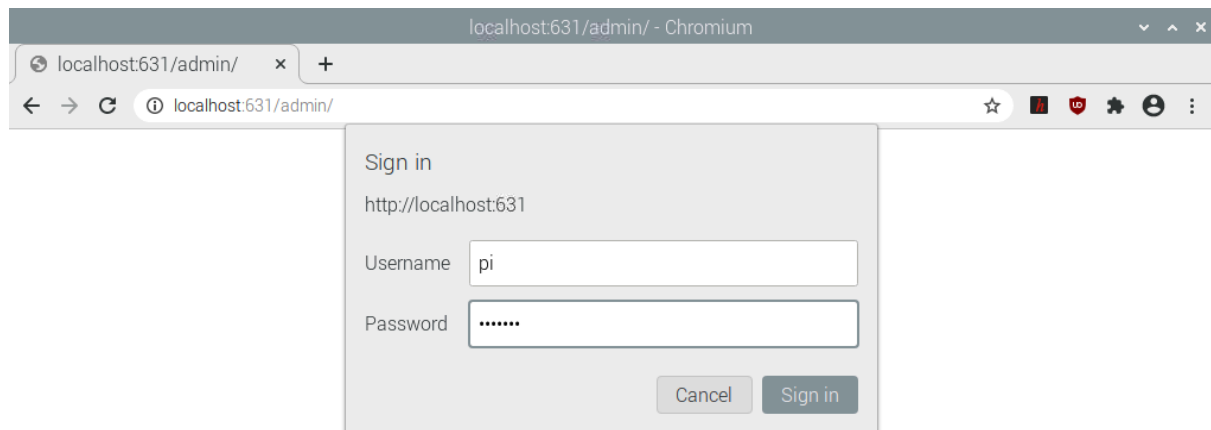 localhost:631/admin/ - Chromium
localhost:631/admin/
localhost:631/admin/
Sign in
http://localhost:631
Username pi
Password •••••••
Cancel Sign in